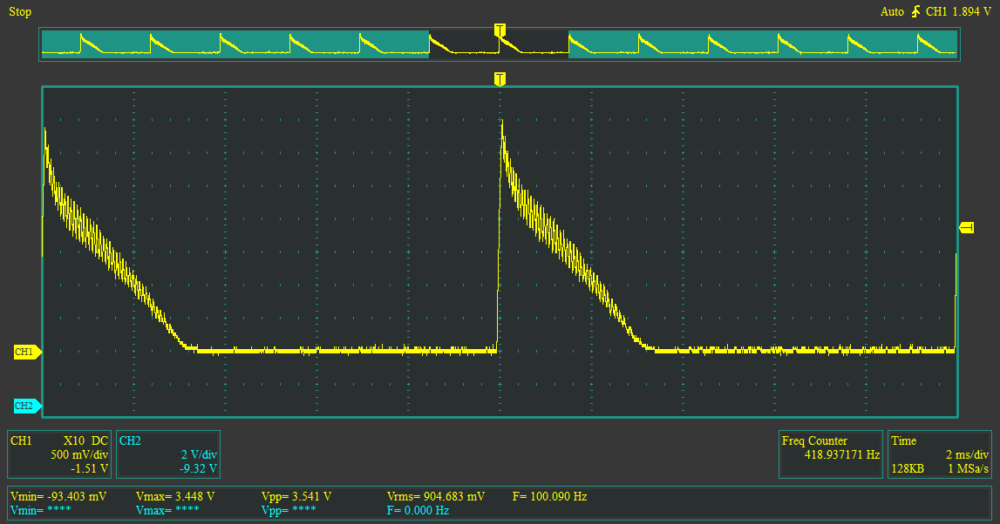 Stop
Auto CH1 1.894 V
T
T
CH1
CH2
CH1 X10 DC
500 mV/div
-1.51 V
CH2
2 V/div
-9.32 V
Freq Counter
418.937171 Hz
Time
2 ms/div
128KB 1 MSa/s
Vmin= -93.403 mV Vmax= 3.448 V Vpp= 3.541 V Vrms= 904.683 mV F= 100.090 Hz
Vmin= **** Vmax= **** Vpp= **** F= 0.000 Hz